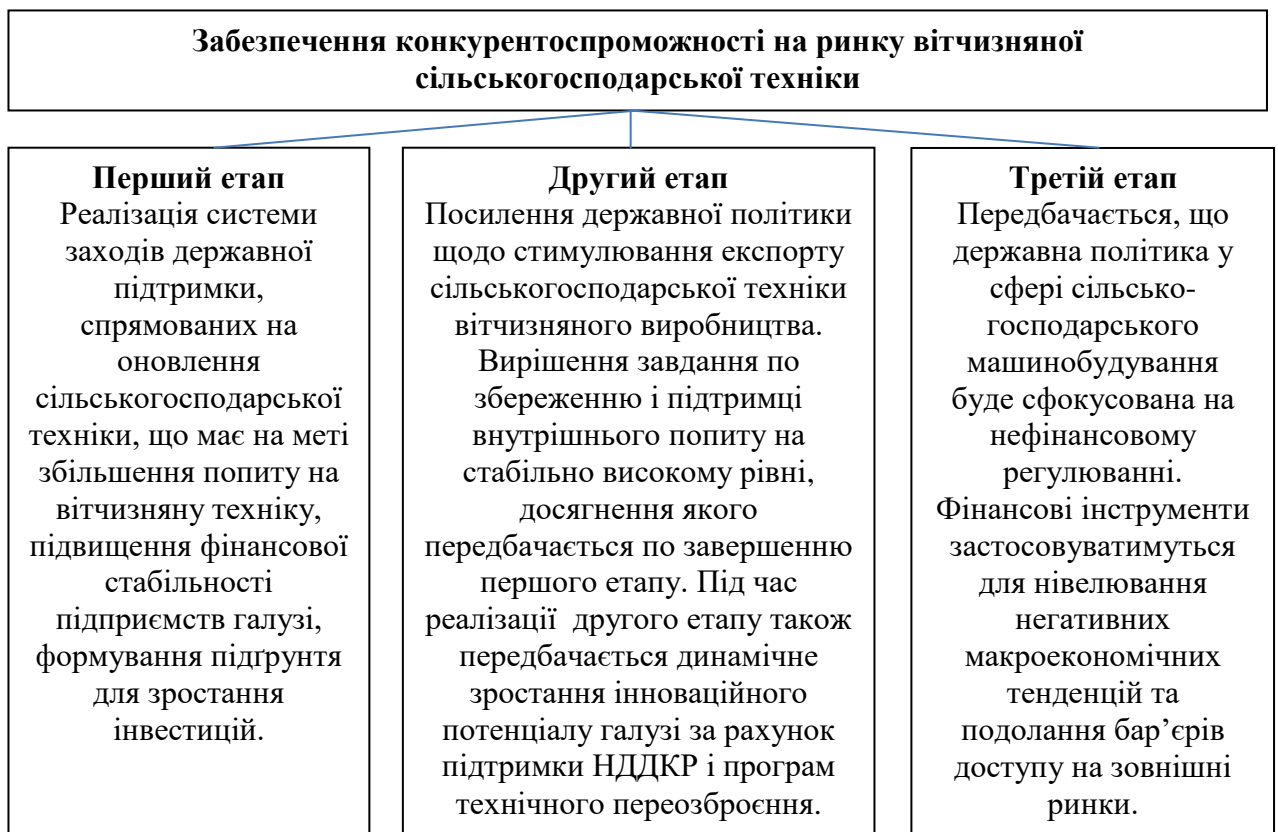 Забезпечення конкурентоспроможності на ринку вітчизняної
сільськогосподарської техніки
Перший етап
Реалізація системи
заходів державної
підтримки,
спрямованих на
оновлення
сільськогосподарської
техніки, що має на меті
збільшення попиту на
вітчизняну техніку,
підвищення фінансової
стабільності
підприємств галузі,
формування підґрунтя
для зростання
інвестицій.
Другий етап
Посилення державної політики
щодо стимулювання експорту
сільськогосподарської техніки
вітчизняного виробництва.
Вирішення завдання по
збереженню і підтримці
внутрішнього попиту на
стабільно високому рівні,
досягнення якого
передбачається по завершенню
першого етапу. Під час
реалізації другого етапу також
передбачається динамічне
зростання інноваційного
потенціалу галузі за рахунок
підтримки НДДКР і програм
технічного переозброєння.
Третій етап
Передбачається, що
державна політика у
сфері сільсько-
господарського
машинобудування
буде сфокусована на
нефінансовому
регулюванні.
Фінансові інструменти
застосовуватимуться
для нівелювання
негативних
макроекономічних
тенденцій та
подолання бар’єрів
доступу на зовнішні
ринки.